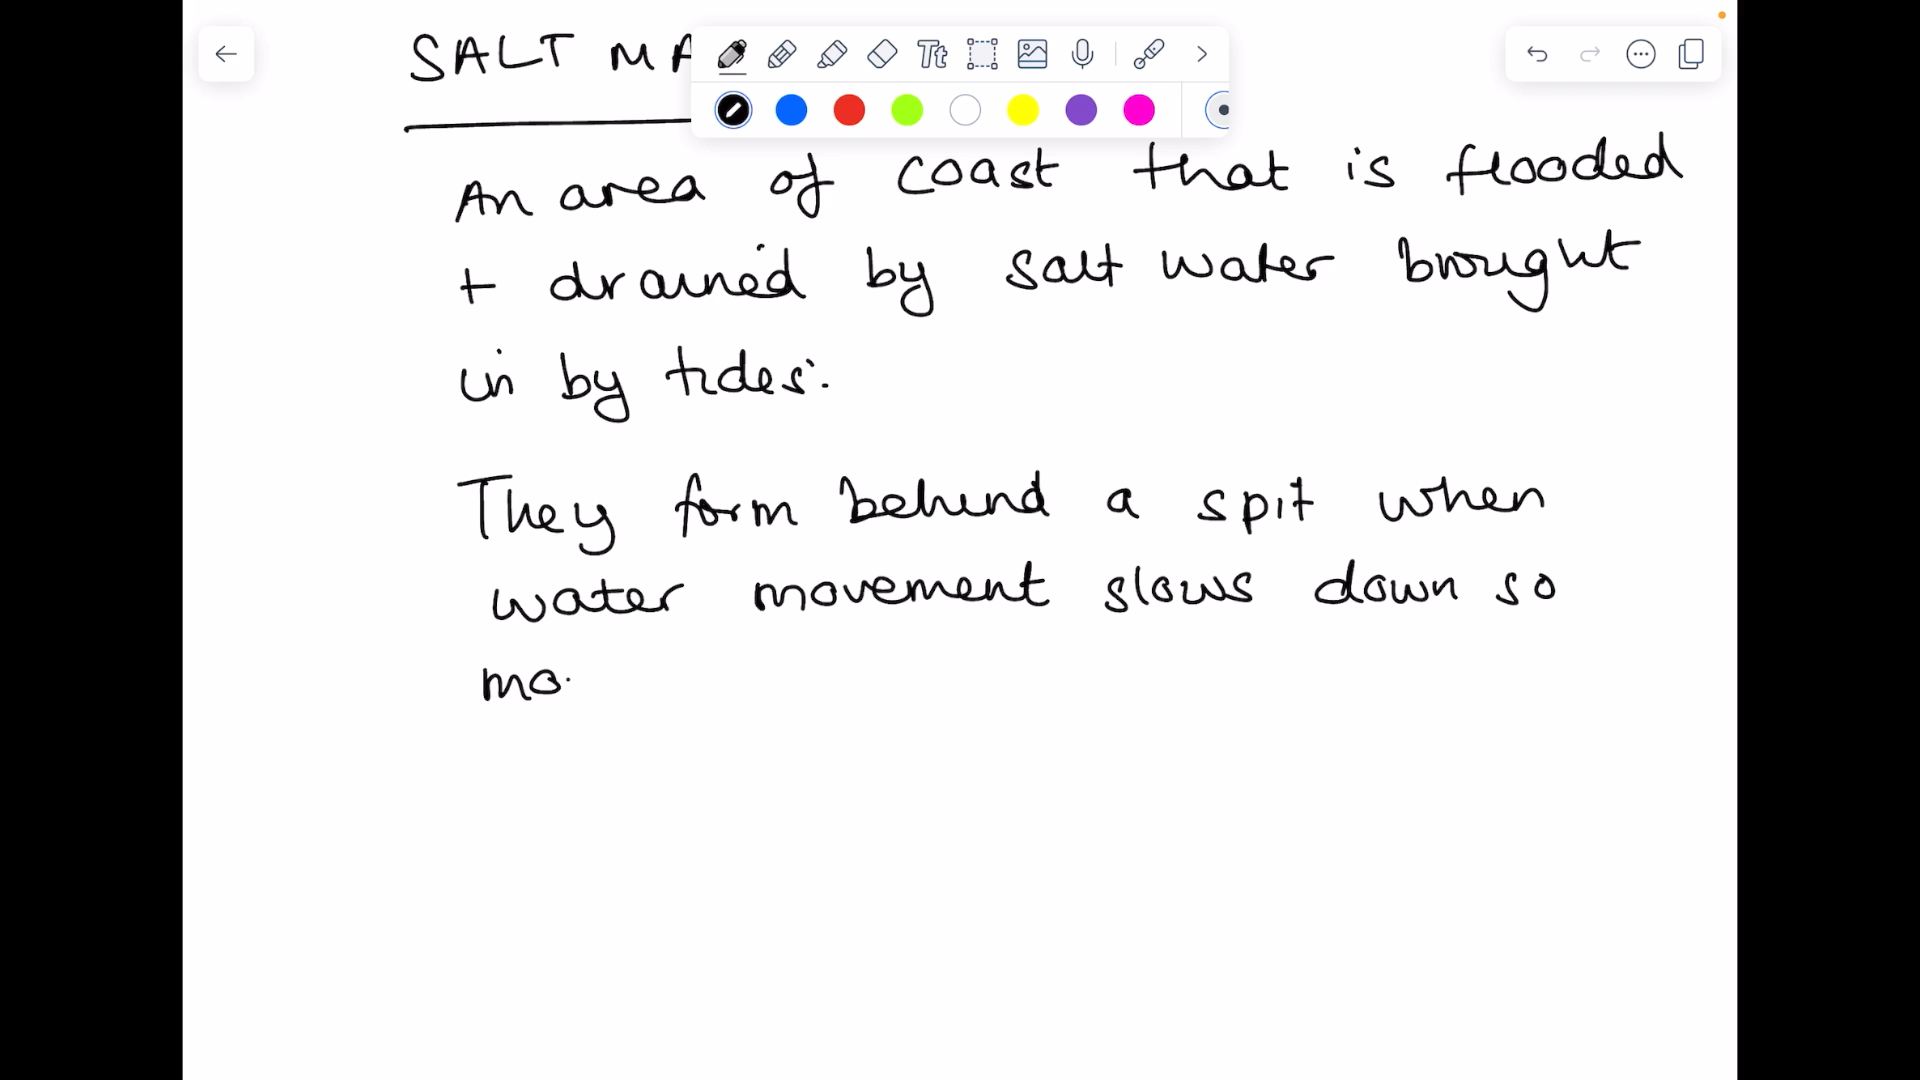 SALT MA
Tt
An area of coast that is flooded
+ drained by salt water brought
in by tides.
They form behind a spit when
water movement slows down so
mo